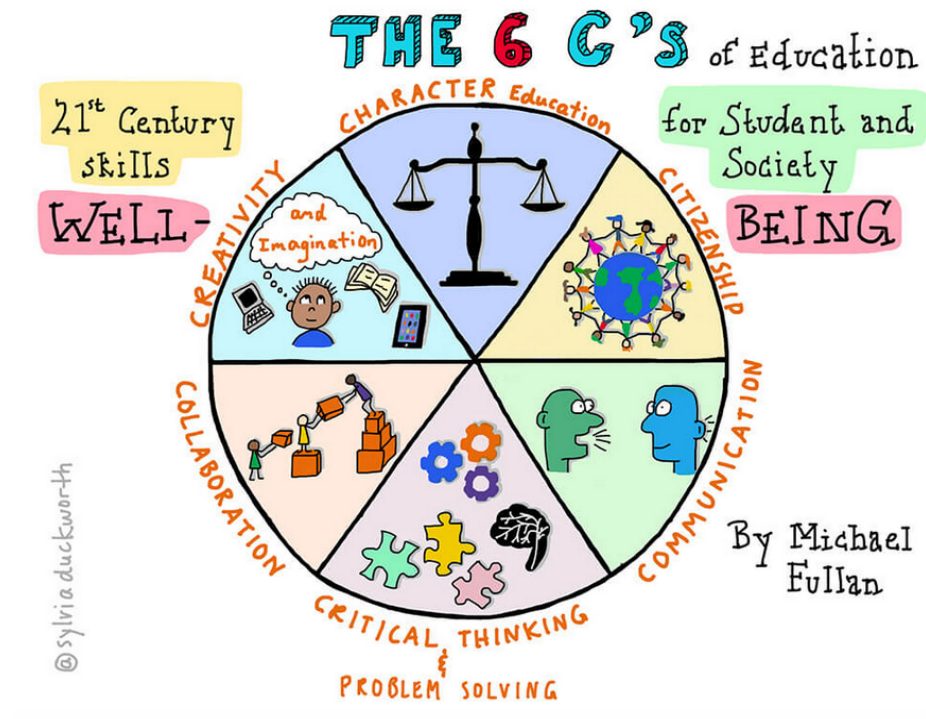 THE 6 C'S of Education
21st Century
skills
WELL-
for Student and
Society
BEING
CHARACTER Education
CITIZENSHIP
COMMUNICATION
CRITICAL THINKING
&
PROBLEM SOLVING
COLLABORATION
CREATIVITY
and
Imagination
By Michael
Fullan
@sylviaduckworth